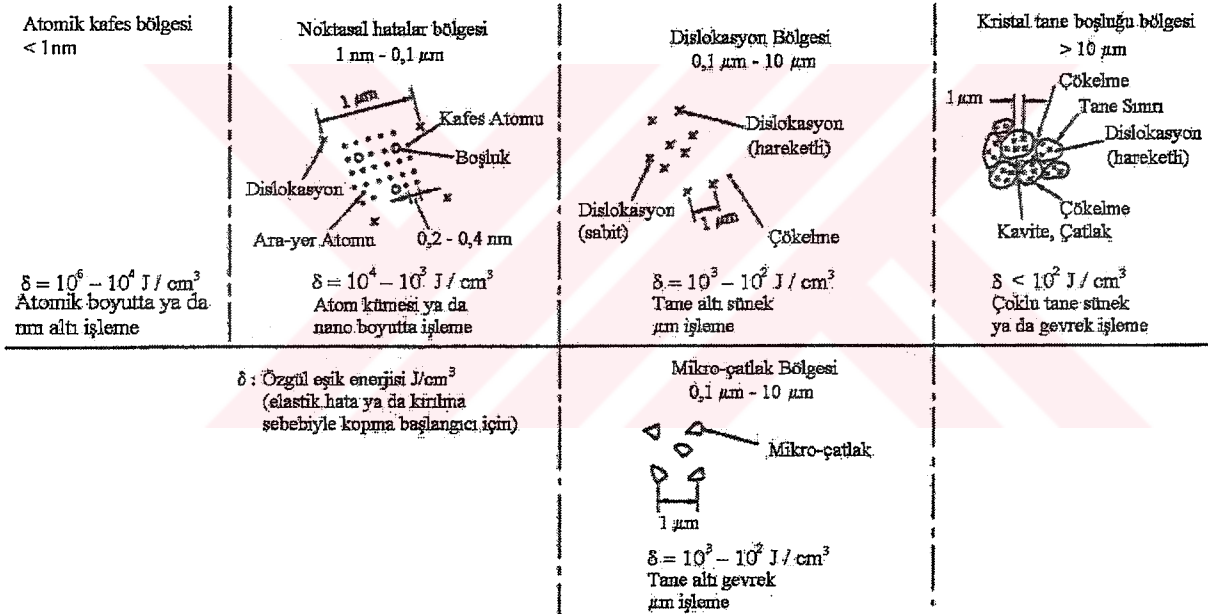 Atomik kafes bölgesi
< 1nm
δ = 10⁶ – 10⁴ J / cm³
Atomik boyutta ya da
nm altı işleme
Noktasal hatalar bölgesi
1 nm - 0,1 µm
1 µm
Kafes Atomu
Boşluk
Dislokasyon
Ara-yer Atomu
0,2 - 0,4 nm
δ = 10⁴ – 10³ J / cm³
Atom kümesi ya da
nano boyutta işleme
Dislokasyon Bölgesi
0,1 µm - 10 µm
Dislokasyon
(hareketli)
Dislokasyon
(sabit)
1 µm
Çökelme
δ = 10³ – 10² J / cm³
Tane altı sünek
µm işleme
Kristal tane boşluğu bölgesi
> 10 µm
Çökelme
1 µm
Tane Sınırı
Dislokasyon
(hareketli)
Çökelme
Kavite, Çatlak
δ < 10² J / cm³
Çoklu tane sünek
ya da gevrek işleme
δ : Özgül eşik enerjisi J/cm³
(elastik hata ya da kırılma
sebebiyle kopma başlangıcı için)
Mikro-çatlak Bölgesi
0,1 µm - 10 µm
Mikro-çatlak
1 µm
δ = 10³ – 10² J / cm³
Tane altı gevrek
µm işleme